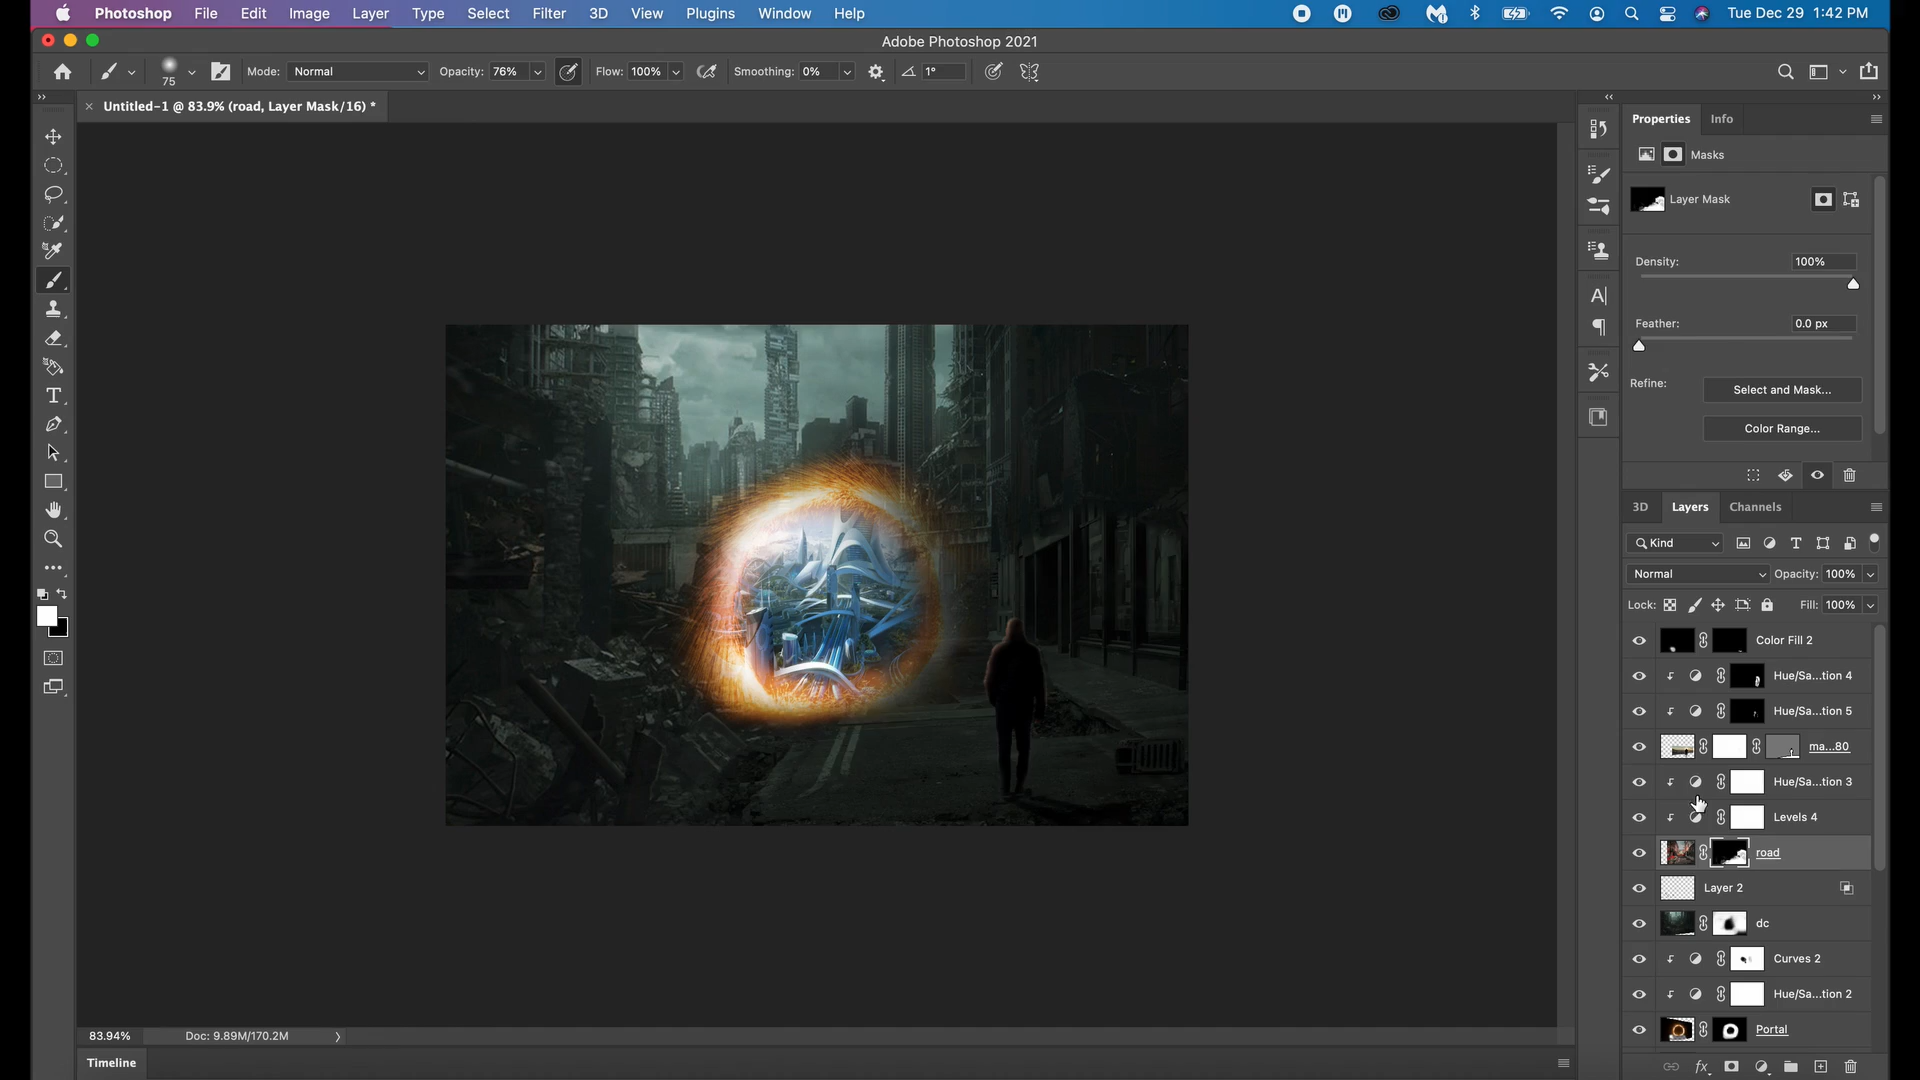 Photoshop File Edit Image Layer Type Select Filter 3D View Plugins Window Help Tue Dec 29 1:42 PM
Adobe Photoshop 2021
75 Mode: Normal Opacity: 76% Flow: 100% Smoothing: 0% 1°
Untitled-1 @ 83.9% (road, Layer Mask/16) *
Properties Info
Masks
Layer Mask
Density: 100%
Feather: 0.0 px
Refine: Select and Mask...
Color Range...
3D Layers Channels
Kind
Normal Opacity: 100%
Lock: Fill: 100%
Color Fill 2
Hue/Sa...tion 4
Hue/Sa...tion 5
ma...80
Hue/Sa...tion 3
Levels 4
road
Layer 2
dc
Curves 2
Hue/Sa...tion 2
Portal
83.94% Doc: 9.89M/170.2M
Timeline